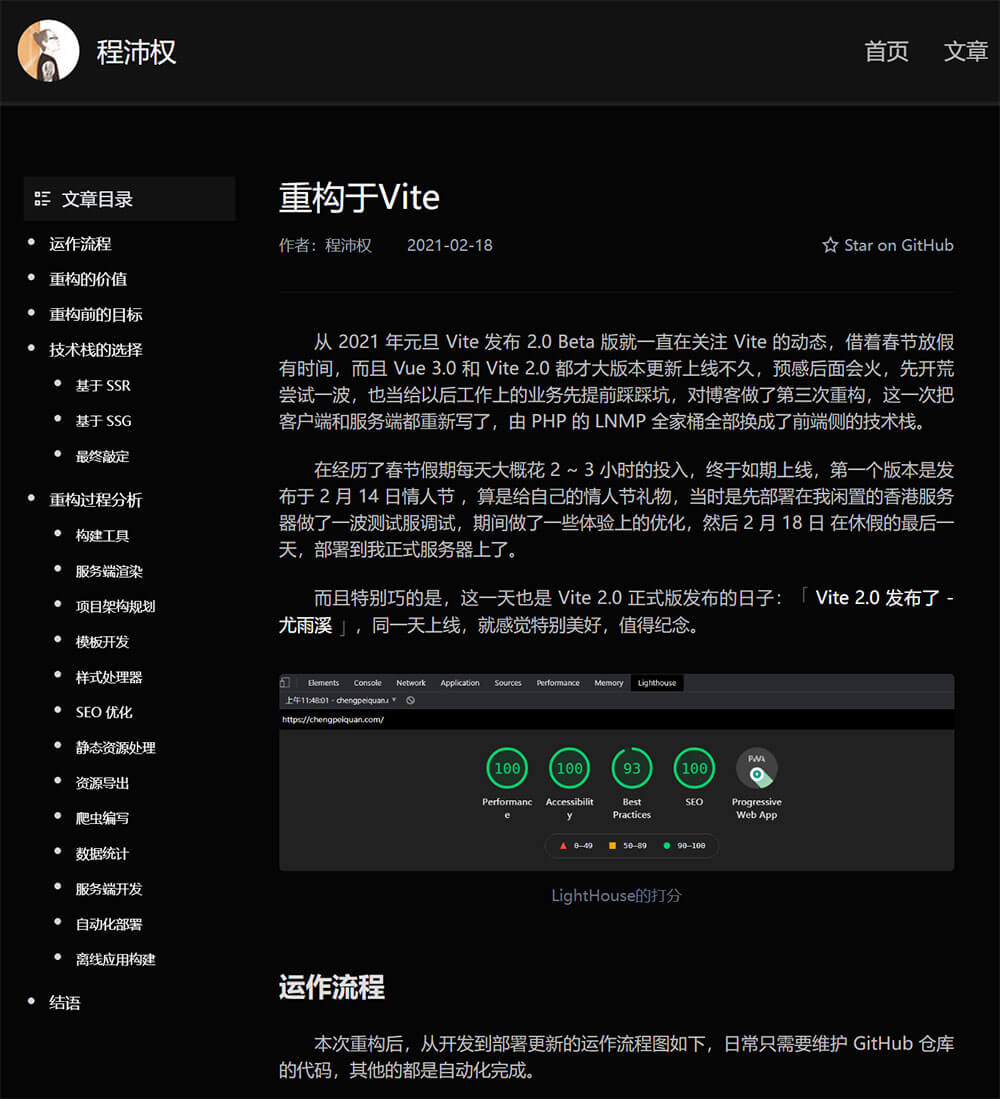 程沛权
首页 文章
文章目录
运作流程
重构的价值
重构前的目标
技术栈的选择
基于 SSR
基于 SSG
最终敲定
重构过程分析
构建工具
服务端渲染
项目架构规划
模板开发
样式处理器
SEO 优化
静态资源处理
资源导出
爬虫编写
数据统计
服务端开发
自动化部署
离线应用构建
结语
重构于Vite
作者：程沛权 2021-02-18 Star on GitHub
从 2021 年元旦 Vite 发布 2.0 Beta 版就一直在关注 Vite 的动态，借着春节放假
有时间，而且 Vue 3.0 和 Vite 2.0 都才大版本更新上线不久，预感后面会火，先开荒
尝试一波，也当给以后工作上的业务先提前踩踩坑，对博客做了第三次重构，这一次把
客户端和服务端都重新写了，由 PHP 的 LNMP 全家桶全部换成了前端侧的技术栈。
在经历了春节假期每天大概花 2 ~ 3 小时的投入，终于如期上线，第一个版本是发
布于 2 月 14 日情人节 ，算是给自己的情人节礼物，当时是先部署在我闲置的香港服务
器做了一波测试服调试，期间做了一些体验上的优化，然后 2 月 18 日 在休假的最后一
天，部署到我正式服务器上了。
而且特别巧的是，这一天也是 Vite 2.0 正式版发布的日子：「 Vite 2.0 发布了 -
尤雨溪 」，同一天上线，就感觉特别美好，值得纪念。
Elements Console Network Application Sources Performance Memory Lighthouse
上午11:48:01 - chengpeiquan.c
https://chengpeiquan.com/
100 100 93 100 PWA
Performanc Accessibilit Best SEO Progressive
e y Practices Web App
0–49 50–89 90–100
LightHouse的打分
运作流程
本次重构后，从开发到部署更新的运作流程图如下，日常只需要维护 GitHub 仓库
的代码，其他的都是自动化完成。